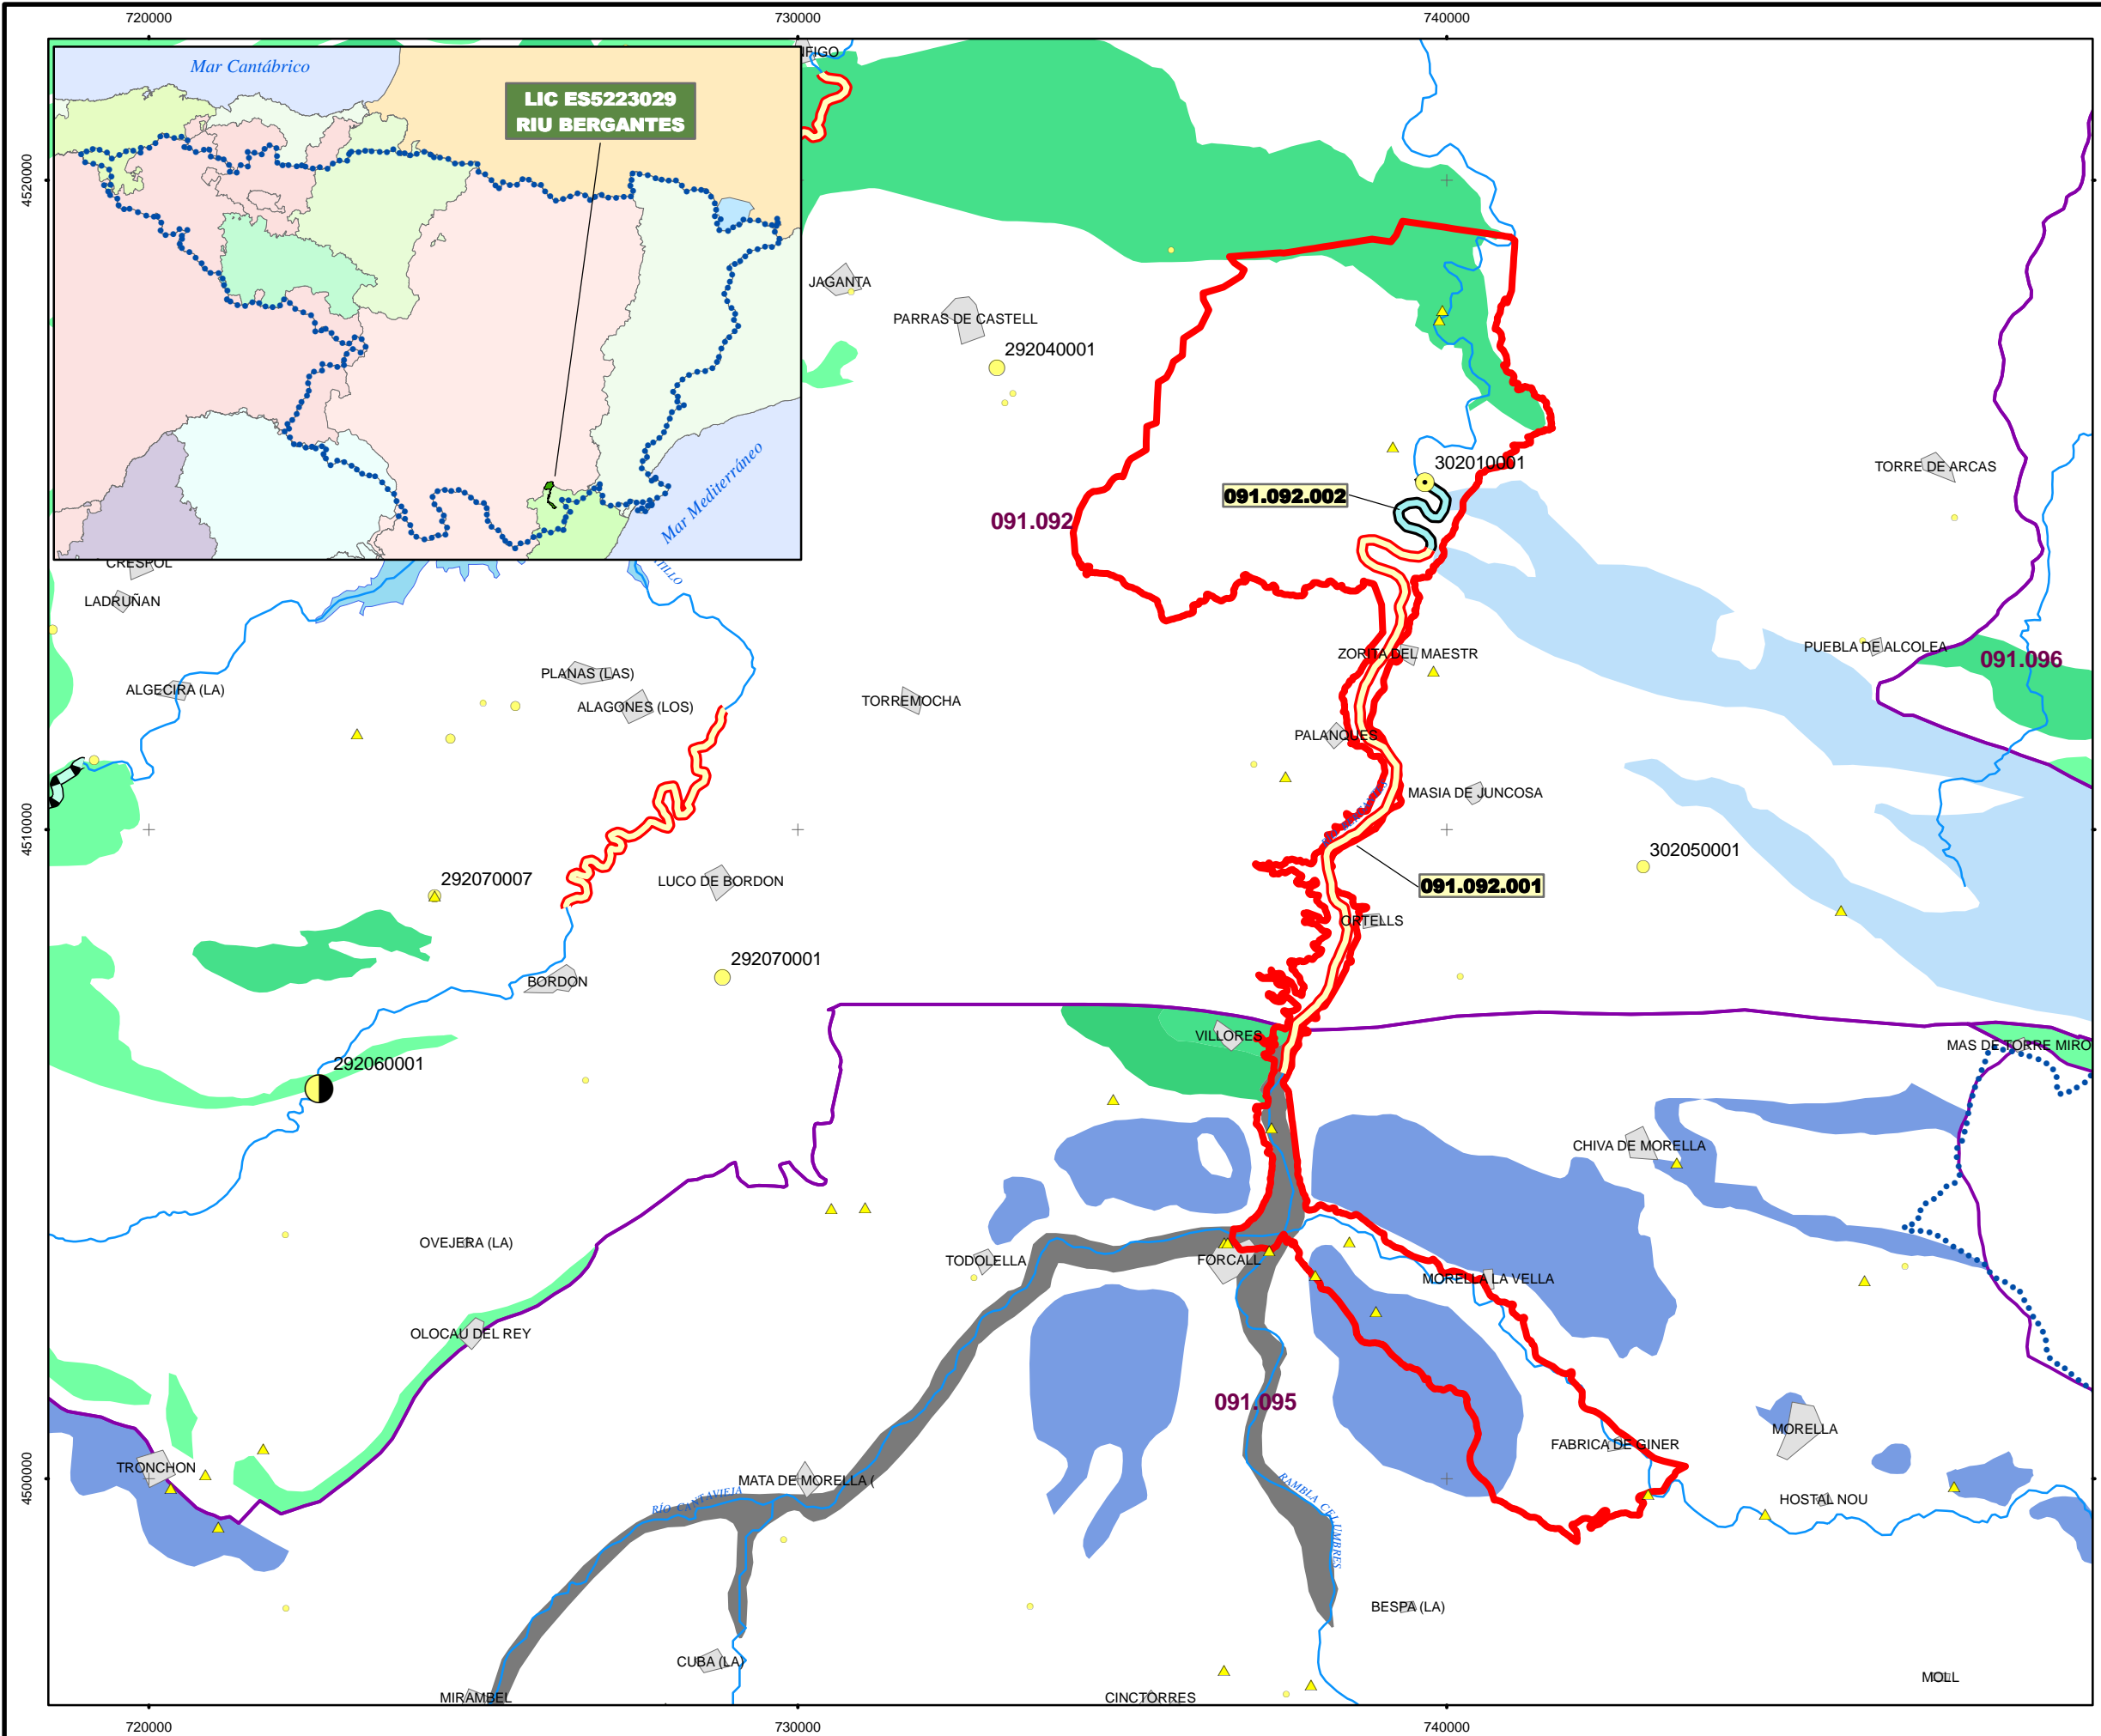 720000
730000
740000
4520000
4510000
4500000
Mar Cantábrico
LIC ES5223029
RIU BERGANTES
Mar Mediterráneo
JAGANTA
PARRAS DE CASTELL
292040001
302010001
091.092.002
091.092
TORRE DE ARCAS
LADRUÑAN
ZORITA DEL MAESTR
PUEBLA DE ALCOLEA
091.096
ALGECIRA (LA)
PLANAS (LAS)
ALAGONES (LOS)
TORREMOCHA
PALANQUES
MASIA DE JUNCOSA
302050001
292070007
LUCO DE BORDON
091.092.001
ORTELLS
292070001
BORDON
VILLORES
MAS DE TORRE MIRO
292060001
CHIVA DE MORELLA
OVEJERA (LA)
TODOLELLA
FORCALL
MORELLA LA VELLA
OLOCAU DEL REY
091.095
MORELLA
FABRICA DE GINER
TRONCHON
MATA DE MORELLA (
RÍO CANTAVIEJA
RAMBLA CELUMBRES
HOSTAL NOU
BESPA (LA)
CUBA (LA)
MOLL
MIRAMBEL
CINCTORRES
720000
730000
740000